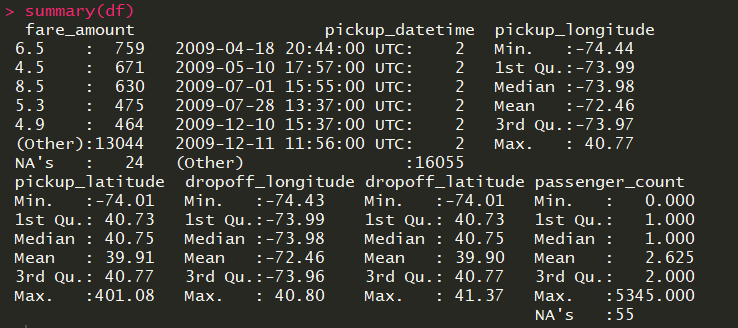 > summary(df)
fare_amount pickup_datetime pickup_longitude
6.5 : 759 2009-04-18 20:44:00 UTC: 2 Min. :-74.44
4.5 : 671 2009-05-10 17:57:00 UTC: 2 1st Qu.:-73.99
8.5 : 630 2009-07-01 15:55:00 UTC: 2 Median :-73.98
5.3 : 475 2009-07-28 13:37:00 UTC: 2 Mean :-72.46
4.9 : 464 2009-12-10 15:37:00 UTC: 2 3rd Qu.:-73.97
(Other):13044 2009-12-11 11:56:00 UTC: 2 Max. : 40.77
NA's : 24 (Other) :16055
pickup_latitude dropoff_longitude dropoff_latitude passenger_count
Min. :-74.01 Min. :-74.43 Min. :-74.01 Min. : 0.000
1st Qu.: 40.73 1st Qu.:-73.99 1st Qu.: 40.73 1st Qu.: 1.000
Median : 40.75 Median :-73.98 Median : 40.75 Median : 1.000
Mean : 39.91 Mean :-72.46 Mean : 39.90 Mean : 2.625
3rd Qu.: 40.77 3rd Qu.:-73.96 3rd Qu.: 40.77 3rd Qu.: 2.000
Max. :401.08 Max. : 40.80 Max. : 41.37 Max. :5345.000
NA's :55